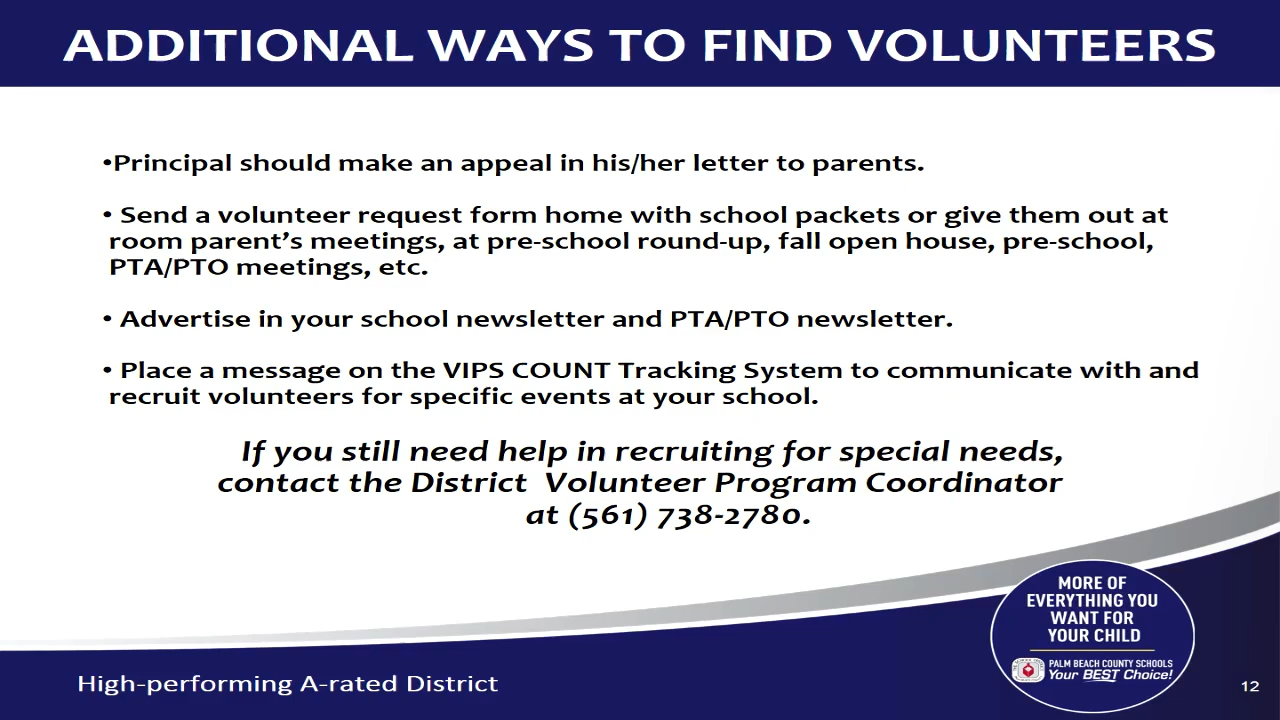 ADDITIONAL WAYS TO FIND VOLUNTEERS
•Principal should make an appeal in his/her letter to parents.
• Send a volunteer request form home with school packets or give them out at
room parent’s meetings, at pre-school round-up, fall open house, pre-school,
PTA/PTO meetings, etc.
• Advertise in your school newsletter and PTA/PTO newsletter.
• Place a message on the VIPS COUNT Tracking System to communicate with and
recruit volunteers for specific events at your school.
If you still need help in recruiting for special needs,
contact the District  Volunteer Program Coordinator
at (561) 738-2780.
MORE OF
EVERYTHING YOU
WANT FOR
YOUR CHILD
PALM BEACH COUNTY SCHOOLS
Your BEST Choice!
High-performing A-rated District
12